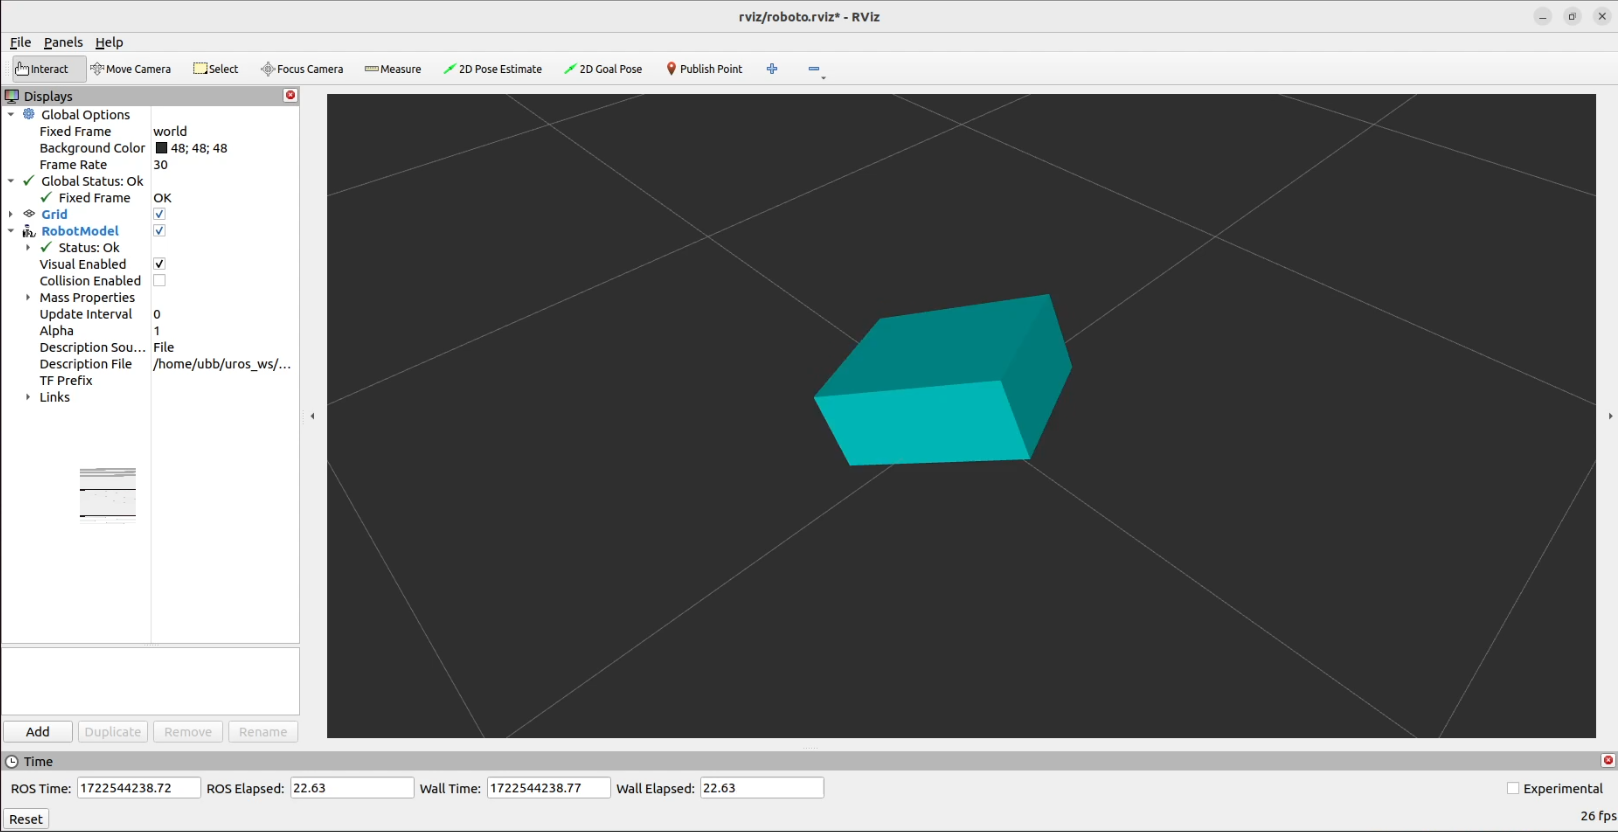 rviz/roboto.rviz* - RViz
File Panels Help
Interact Move Camera Select Focus Camera Measure 2D Pose Estimate 2D Goal Pose Publish Point
Displays
Global Options
Fixed Frame world
Background Color 48; 48; 48
Frame Rate 30
Global Status: Ok
Fixed Frame OK
Grid
RobotModel
Status: Ok
Visual Enabled
Collision Enabled
Mass Properties
Update Interval 0
Alpha 1
Description Sou... File
Description File /home/ubb/uros_ws/...
TF Prefix
Links
Add Duplicate Remove Rename
Time
ROS Time: 1722544238.72 ROS Elapsed: 22.63 Wall Time: 1722544238.77 Wall Elapsed: 22.63 Experimental
Reset 26 fps